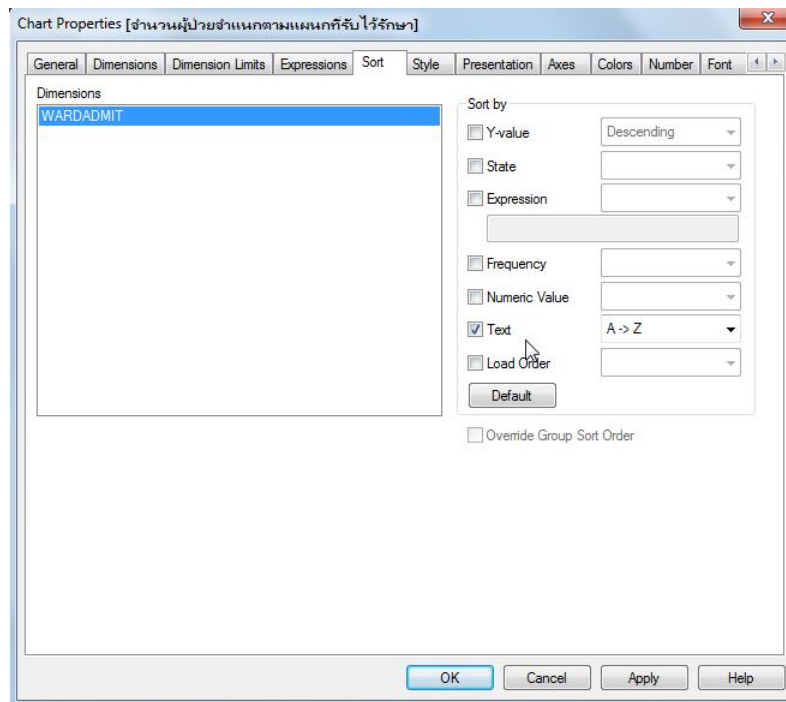 Chart Properties [จำนวนผู้ป่วยจำแนกตามแผนกที่รับไว้รักษา]
General Dimensions Dimension Limits Expressions Sort Style Presentation Axes Colors Number Font
Dimensions
WARDADMIT
Sort by
Y-value Descending
State
Expression
Frequency
Numeric Value
Text A -> Z
Load Order
Default
Override Group Sort Order
OK Cancel Apply Help